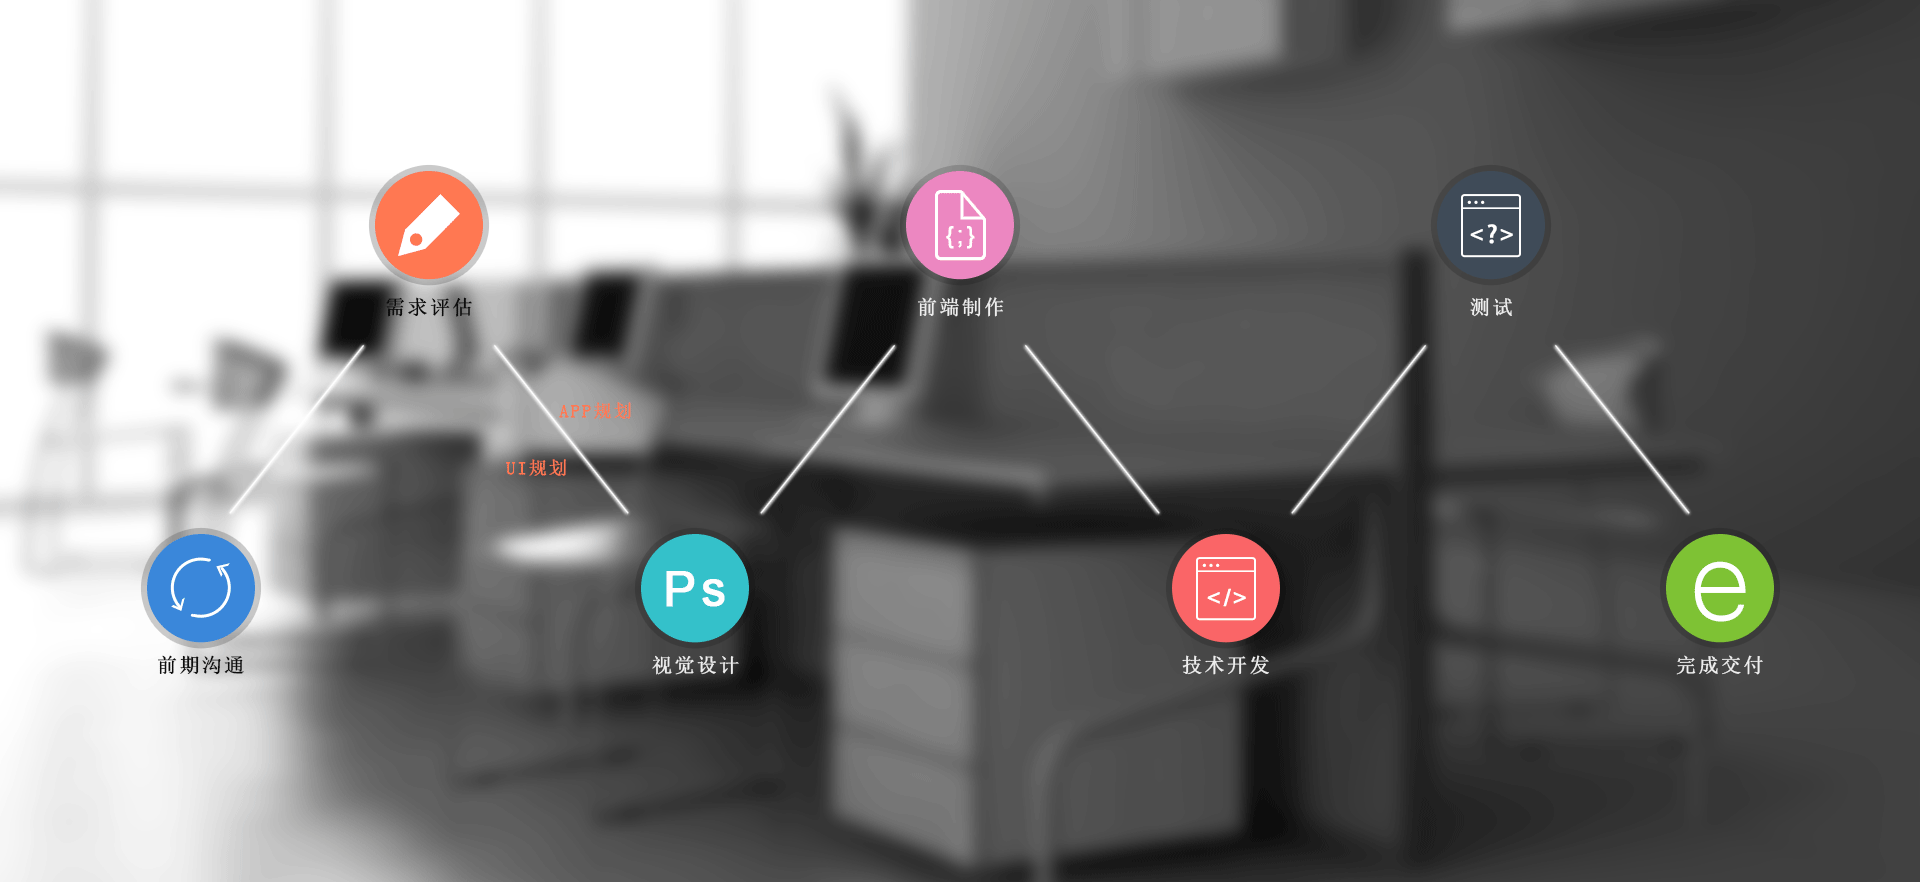 {;}
<?>
需求评估
前端制作
测试
APP规划
UI规划
Ps
</>
e
前期沟通
视觉设计
技术开发
完成交付